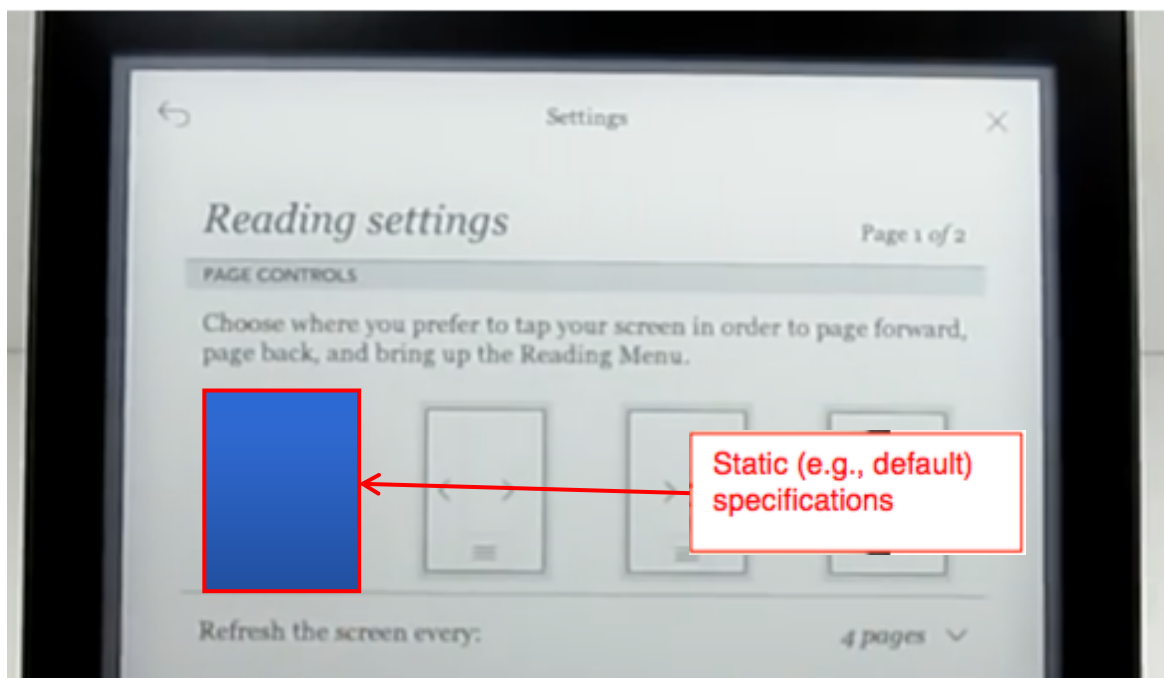 Settings
Reading settings
Page 1 of 2
PAGE CONTROLS
Choose where you prefer to tap your screen in order to page forward,
page back, and bring up the Reading Menu.
Static (e.g., default)
specifications
Refresh the screen every:
4 pages